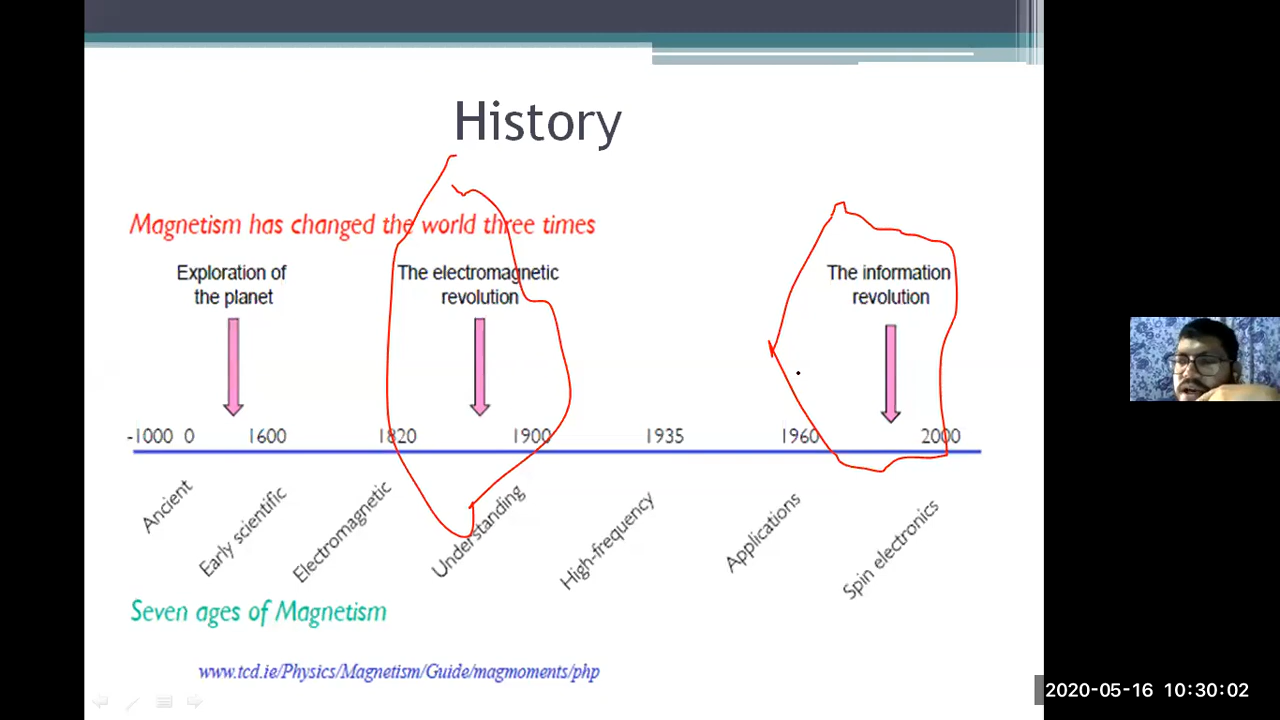 History
Magnetism has changed the world three times
Exploration of
the planet
The electromagnetic
revolution
The information
revolution
-1000 0 1600 1820 1900 1935 1960 2000
Ancient
Early scientific
Electromagnetic
Understanding
High-frequency
Applications
Spin electronics
Seven ages of Magnetism
www.tcd.ie/Physics/Magnetism/Guide/magmoments/php
2020-05-16 10:30:02